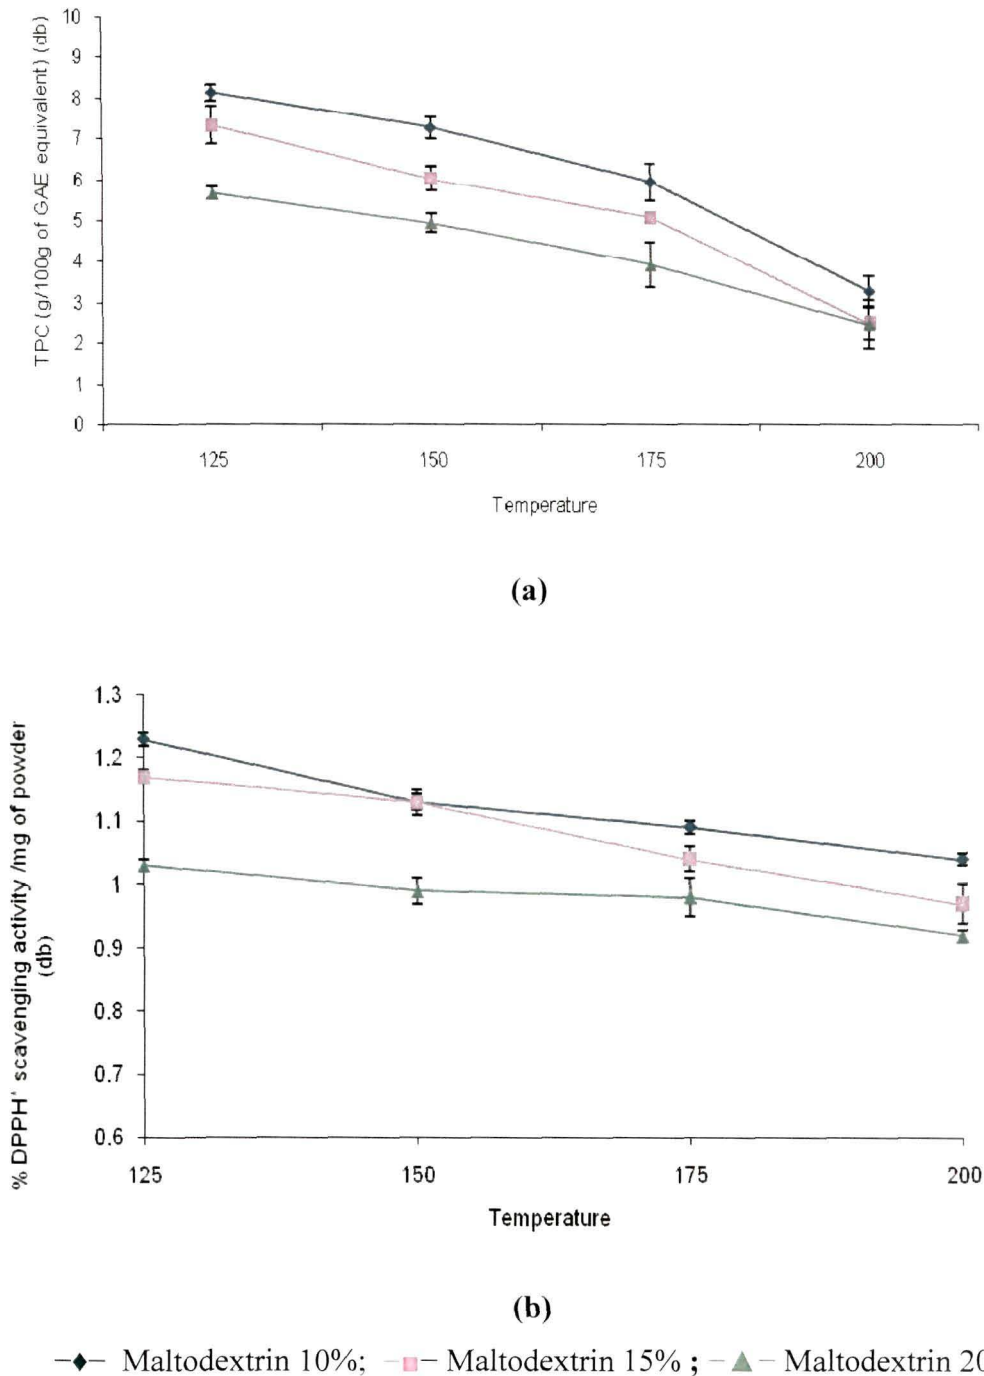 TPC (g/100g of GAE equivalent) (db)
10
9
8
7
6
5
4
3
2
1
0
125 150 175 200
Temperature
(a)
% DPPH• scavenging activity /mg of powder
(db)
1.3
1.2
1.1
1
0.9
0.8
0.7
0.6
125 150 175 200
Temperature
(b)
Maltodextrin 10%; Maltodextrin 15% ; Maltodextrin 20